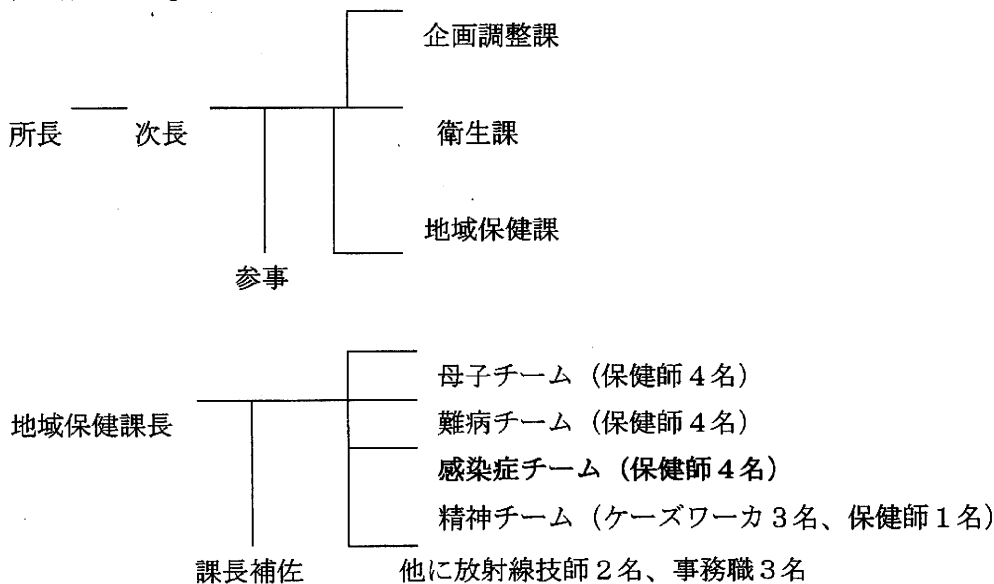 企画調整課
所長 次長 衛生課
地域保健課
参事
母子チーム（保健師４名）
地域保健課長 難病チーム（保健師４名）
感染症チーム（保健師４名）
精神チーム（ケーズワーカ３名、保健師１名）
課長補佐 他に放射線技師２名、事務職３名